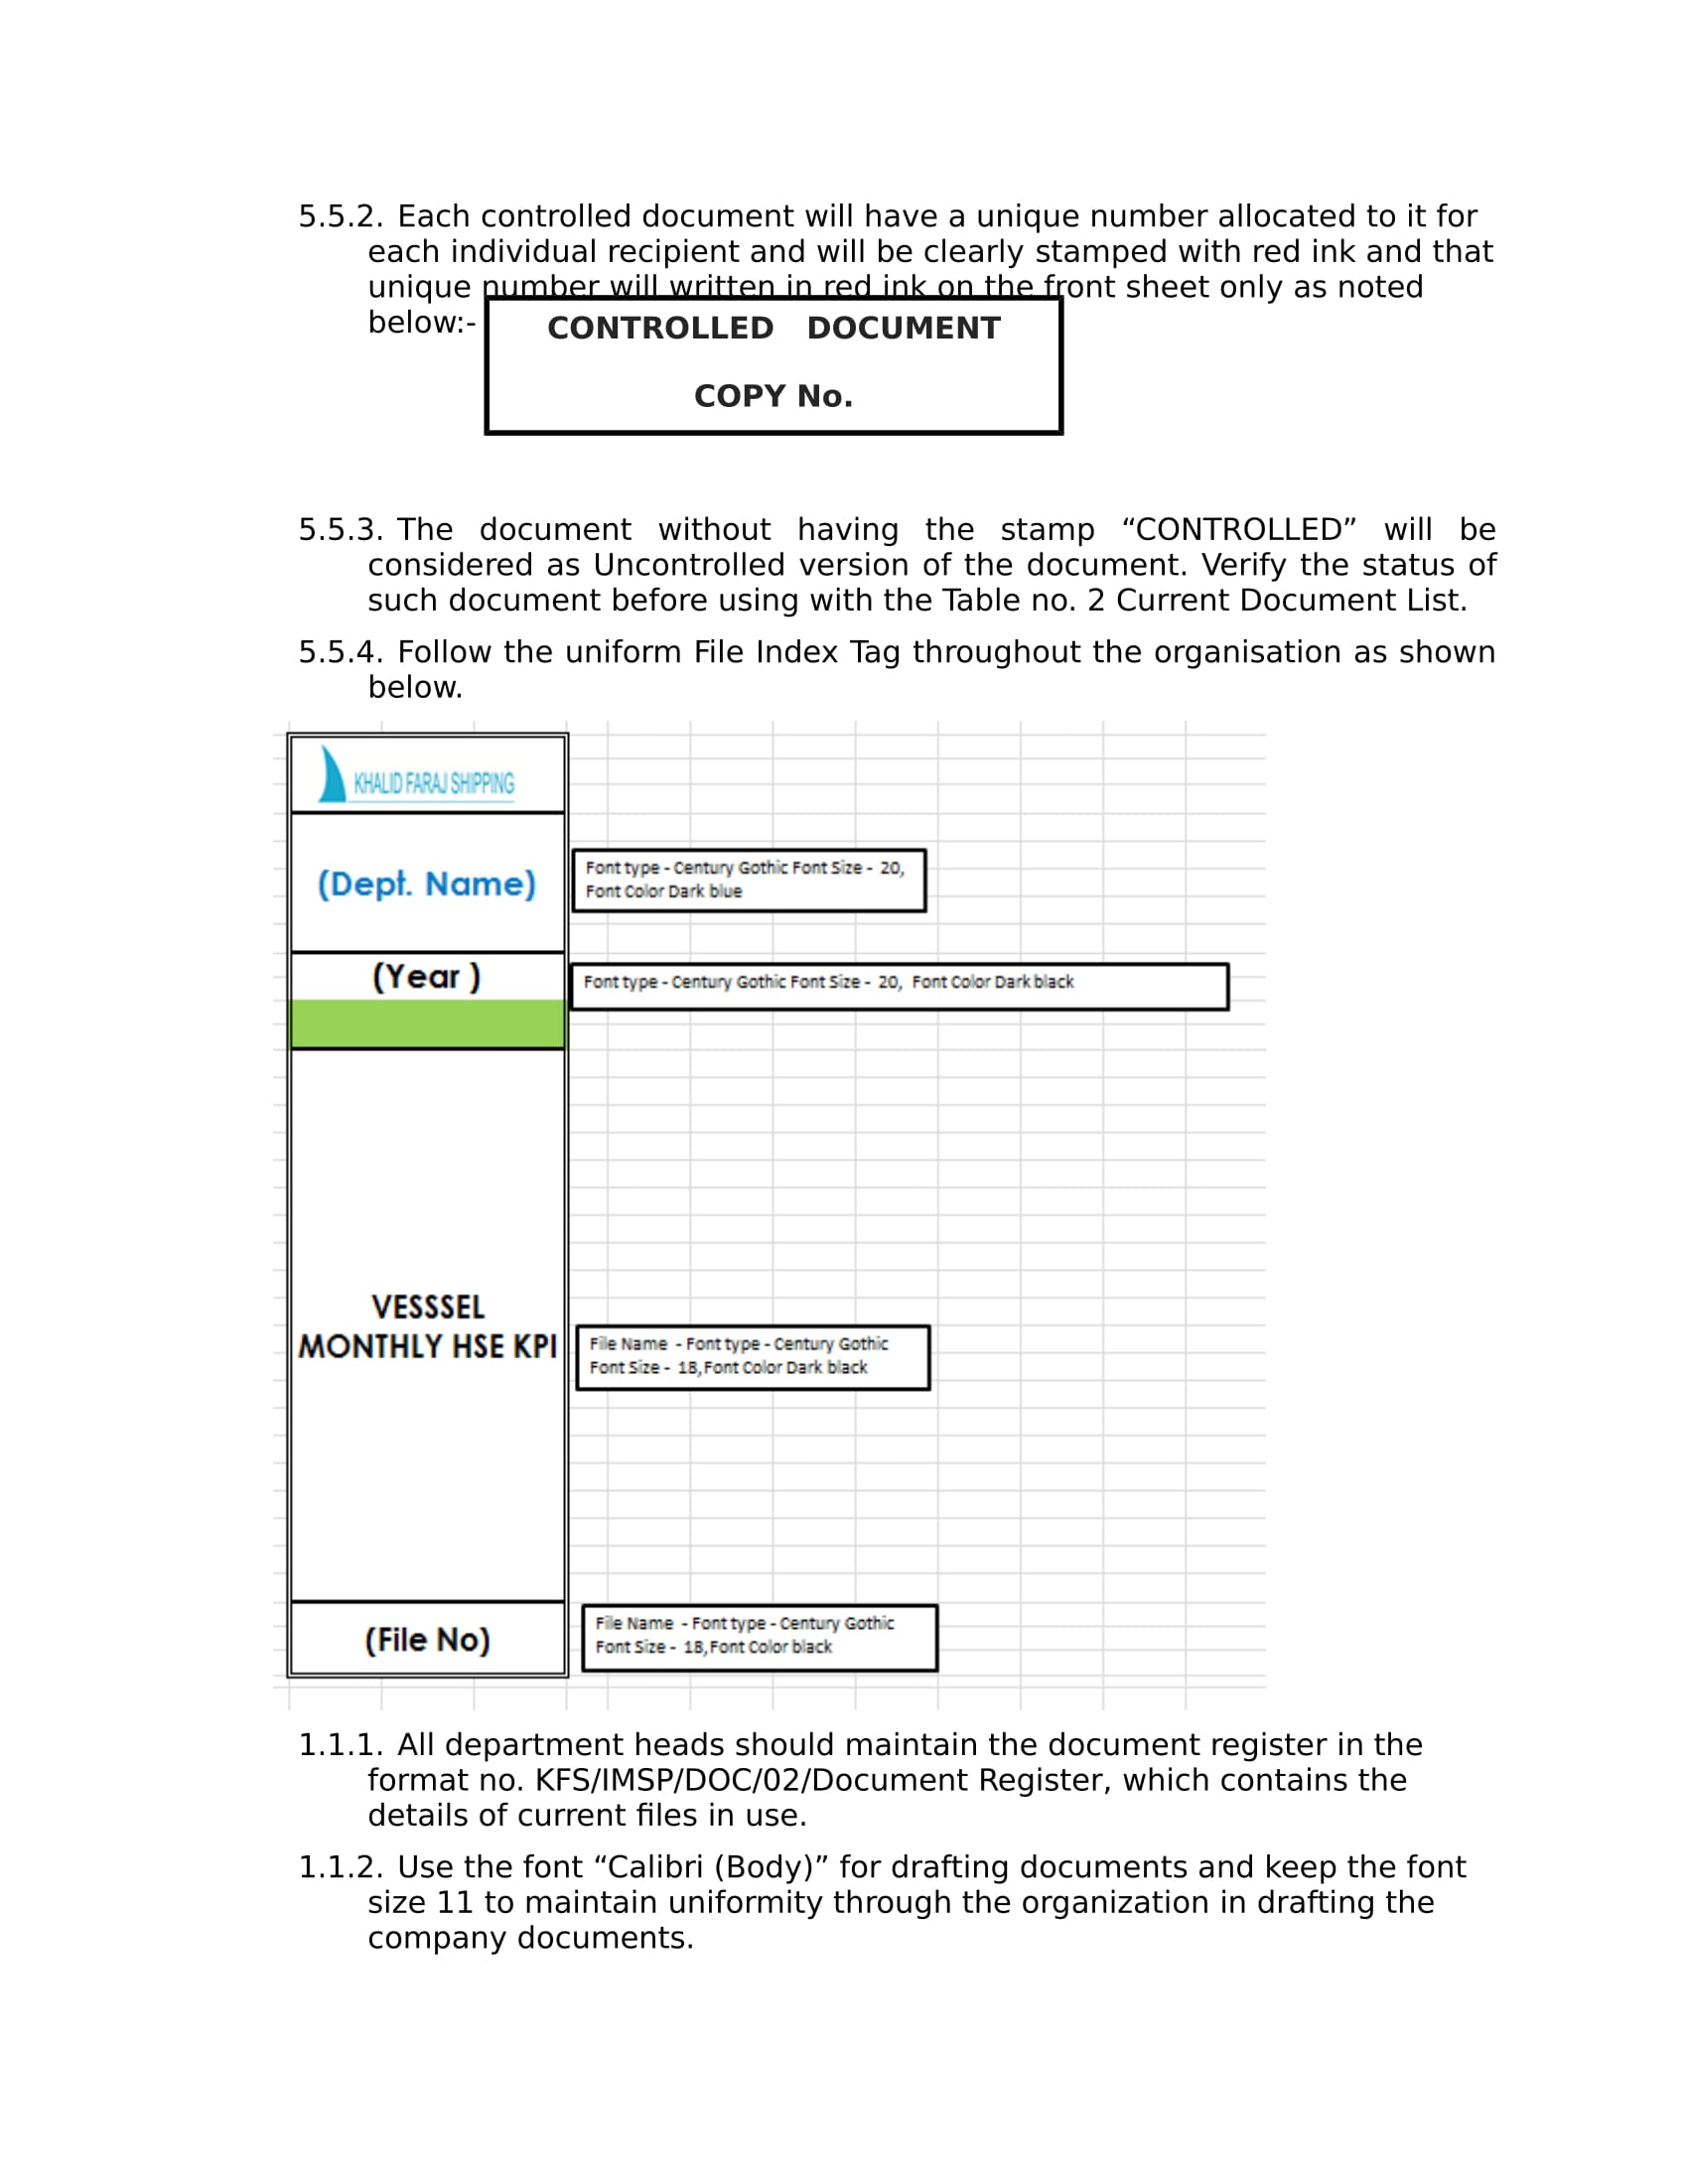 5.5.2. Each controlled document will have a unique number allocated to it for
each individual recipient and will be clearly stamped with red ink and that
unique number will written in red ink on the front sheet only as noted
below:-
CONTROLLED DOCUMENT
COPY No.
5.5.3. The document without having the stamp “CONTROLLED” will be
considered as Uncontrolled version of the document. Verify the status of
such document before using with the Table no. 2 Current Document List.
5.5.4. Follow the uniform File Index Tag throughout the organisation as shown
below.
KHALID FARAJ SHIPPING
(Dept. Name)
Font type - Century Gothic Font Size - 20,
Font Color Dark blue
(Year )
Font type - Century Gothic Font Size - 20, Font Color Dark black
VESSSEL
MONTHLY HSE KPI
File Name - Font type - Century Gothic
Font Size - 18, Font Color Dark black
(File No)
File Name - Font type - Century Gothic
Font Size - 18, Font Color black
1.1.1. All department heads should maintain the document register in the
format no. KFS/IMSP/DOC/02/Document Register, which contains the
details of current files in use.
1.1.2. Use the font “Calibri (Body)” for drafting documents and keep the font
size 11 to maintain uniformity through the organization in drafting the
company documents.